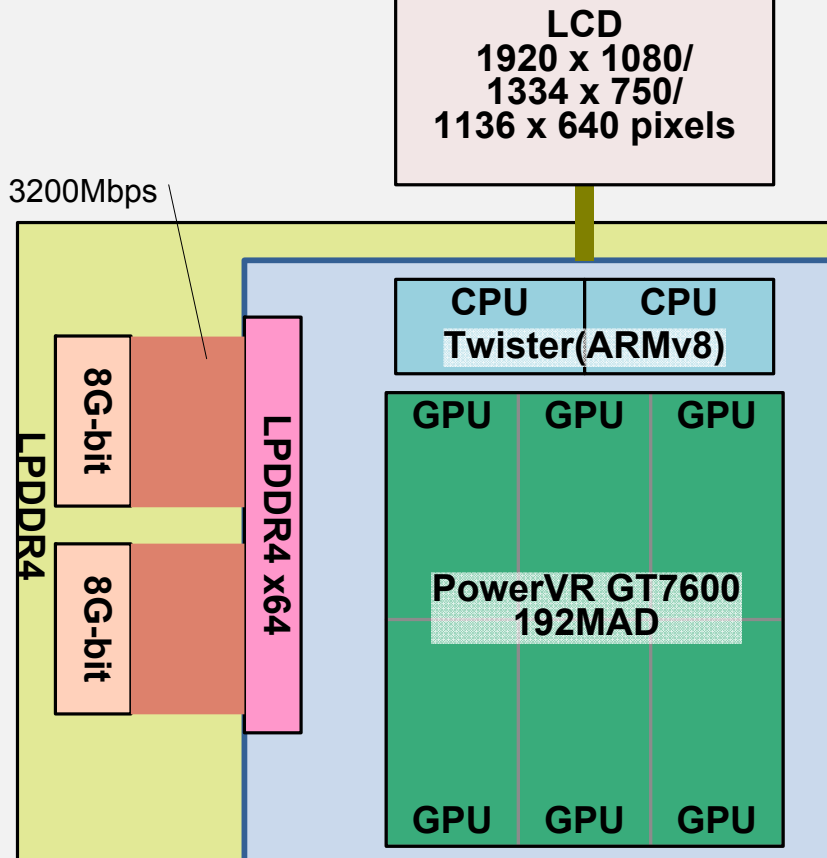 LCD
1920 x 1080/
1334 x 750/
1136 x 640 pixels
3200Mbps
CPU
CPU
Twister(ARMv8)
GPU
GPU
GPU
8G-bit
LPDDR4
LPDDR4 x64
8G-bit
PowerVR GT7600
192MAD
GPU
GPU
GPU